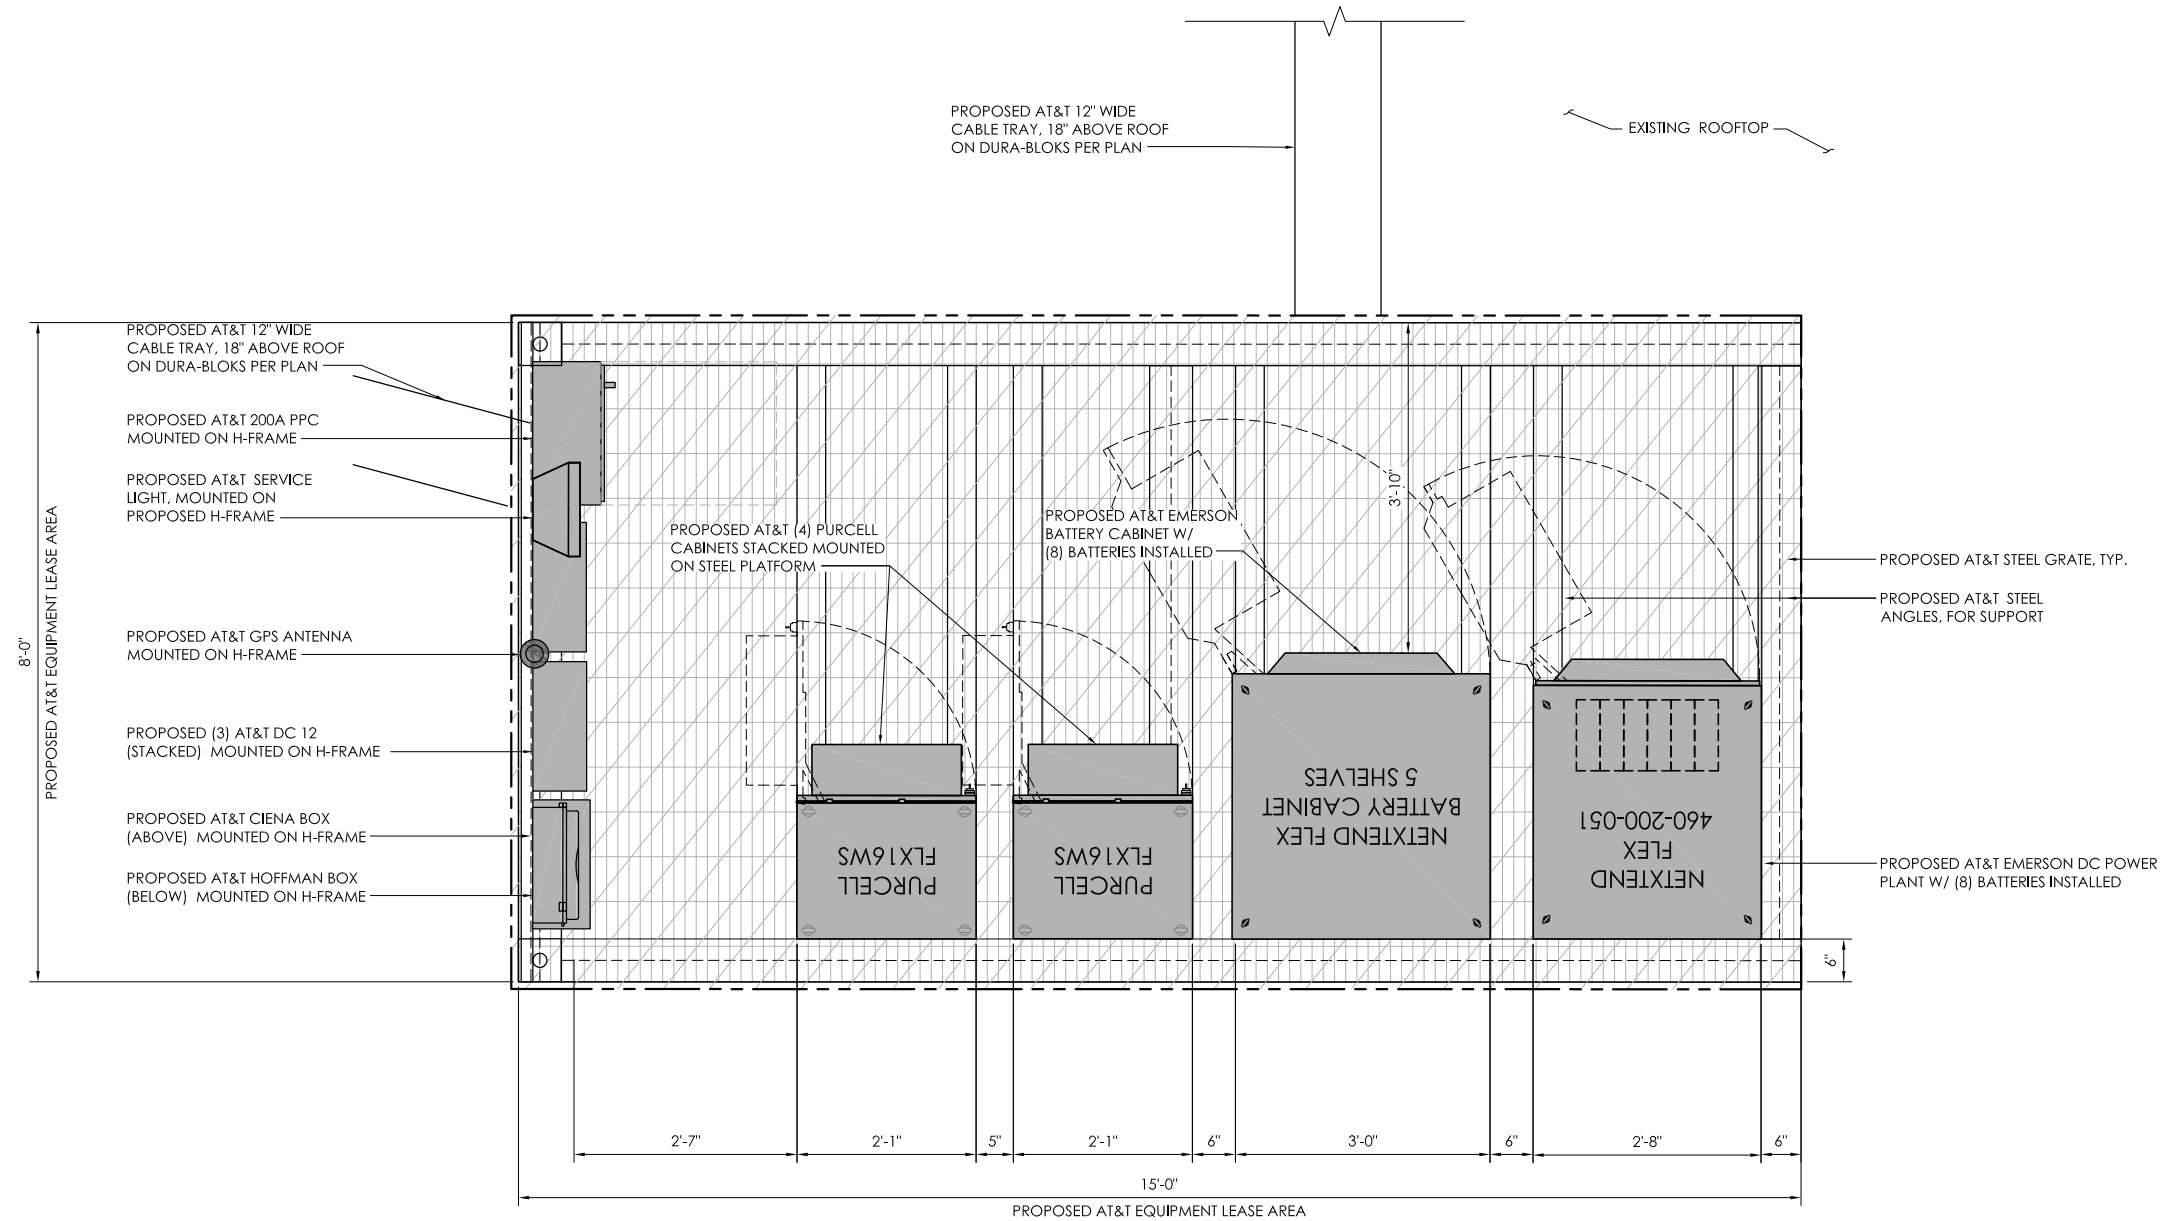 PROPOSED AT&T 12" WIDE
CABLE TRAY, 18" ABOVE ROOF
ON DURA-BLOKS PER PLAN
EXISTING ROOFTOP
PROPOSED AT&T 12" WIDE
CABLE TRAY, 18" ABOVE ROOF
ON DURA-BLOKS PER PLAN
PROPOSED AT&T 200A PPC
MOUNTED ON H-FRAME
PROPOSED AT&T SERVICE
LIGHT, MOUNTED ON
PROPOSED H-FRAME
PROPOSED AT&T GPS ANTENNA
MOUNTED ON H-FRAME
PROPOSED (3) AT&T DC 12
(STACKED) MOUNTED ON H-FRAME
PROPOSED AT&T CIENA BOX
(ABOVE) MOUNTED ON H-FRAME
PROPOSED AT&T HOFFMAN BOX
(BELOW) MOUNTED ON H-FRAME
8'-0"
PROPOSED AT&T EQUIPMENT LEASE AREA
PROPOSED AT&T (4) PURCELL
CABINETS STACKED MOUNTED
ON STEEL PLATFORM
PROPOSED AT&T EMERSON
BATTERY CABINET W/
(8) BATTERIES INSTALLED
3'-10"
PROPOSED AT&T STEEL GRATE, TYP.
PROPOSED AT&T STEEL
ANGLES, FOR SUPPORT
PROPOSED AT&T EMERSON DC POWER
PLANT W/ (8) BATTERIES INSTALLED
PURCELL
FLX16WS
PURCELL
FLX16WS
NETXTEND FLEX
BATTERY CABINET
5 SHELVES
NETXTEND
FLEX
460-200-051
6"
2'-7"
2'-1"
5"
2'-1"
6"
3'-0"
6"
2'-8"
6"
15'-0"
PROPOSED AT&T EQUIPMENT LEASE AREA